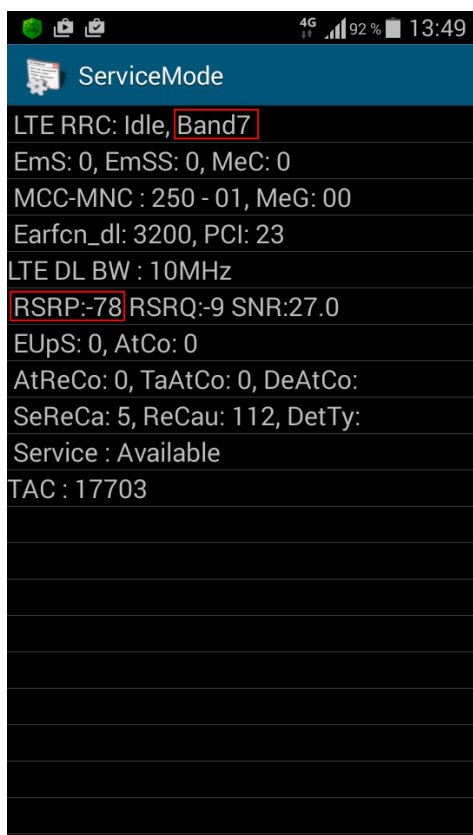 4G 92 % 13:49
ServiceMode
LTE RRC: Idle, Band7
EmS: 0, EmSS: 0, MeC: 0
MCC-MNC : 250 - 01, MeG: 00
Earfcn_dl: 3200, PCI: 23
LTE DL BW : 10MHz
RSRP:-78 RSRQ:-9 SNR:27.0
EUpS: 0, AtCo: 0
AtReCo: 0, TaAtCo: 0, DeAtCo:
SeReCa: 5, ReCau: 112, DetTy:
Service : Available
TAC : 17703